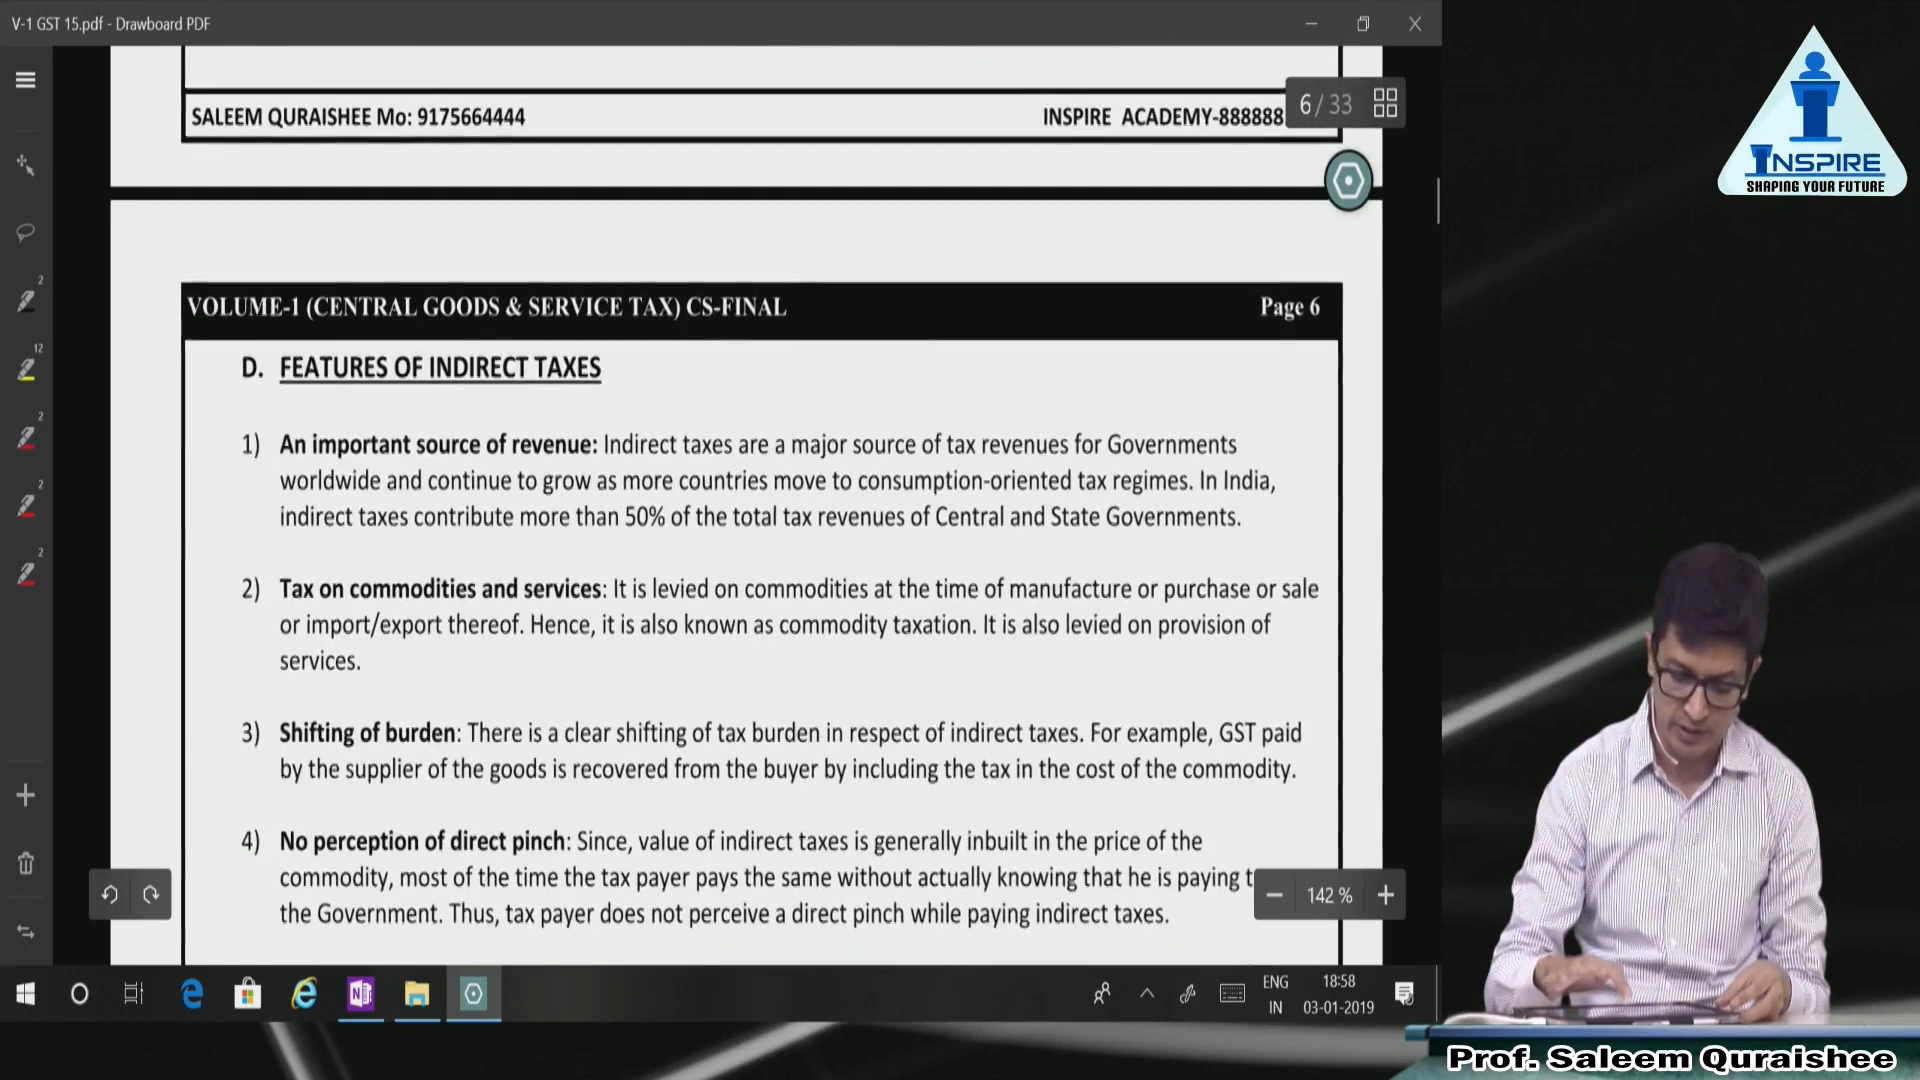 V-1 GST 15.pdf - Drawboard PDF
SALEEM QURAISHEE Mo: 9175664444
INSPIRE ACADEMY-888888
6 / 33
INSPIRE
SHAPING YOUR FUTURE
VOLUME-1 (CENTRAL GOODS & SERVICE TAX) CS-FINAL
Page 6
D. FEATURES OF INDIRECT TAXES
1) An important source of revenue: Indirect taxes are a major source of tax revenues for Governments
worldwide and continue to grow as more countries move to consumption-oriented tax regimes. In India,
indirect taxes contribute more than 50% of the total tax revenues of Central and State Governments.
2) Tax on commodities and services: It is levied on commodities at the time of manufacture or purchase or sale
or import/export thereof. Hence, it is also known as commodity taxation. It is also levied on provision of
services.
3) Shifting of burden: There is a clear shifting of tax burden in respect of indirect taxes. For example, GST paid
by the supplier of the goods is recovered from the buyer by including the tax in the cost of the commodity.
4) No perception of direct pinch: Since, value of indirect taxes is generally inbuilt in the price of the
commodity, most of the time the tax payer pays the same without actually knowing that he is paying t
the Government. Thus, tax payer does not perceive a direct pinch while paying indirect taxes.
2
12
2
2
2
142 %
ENG
IN
18:58
03-01-2019
Prof. Saleem Quraishee